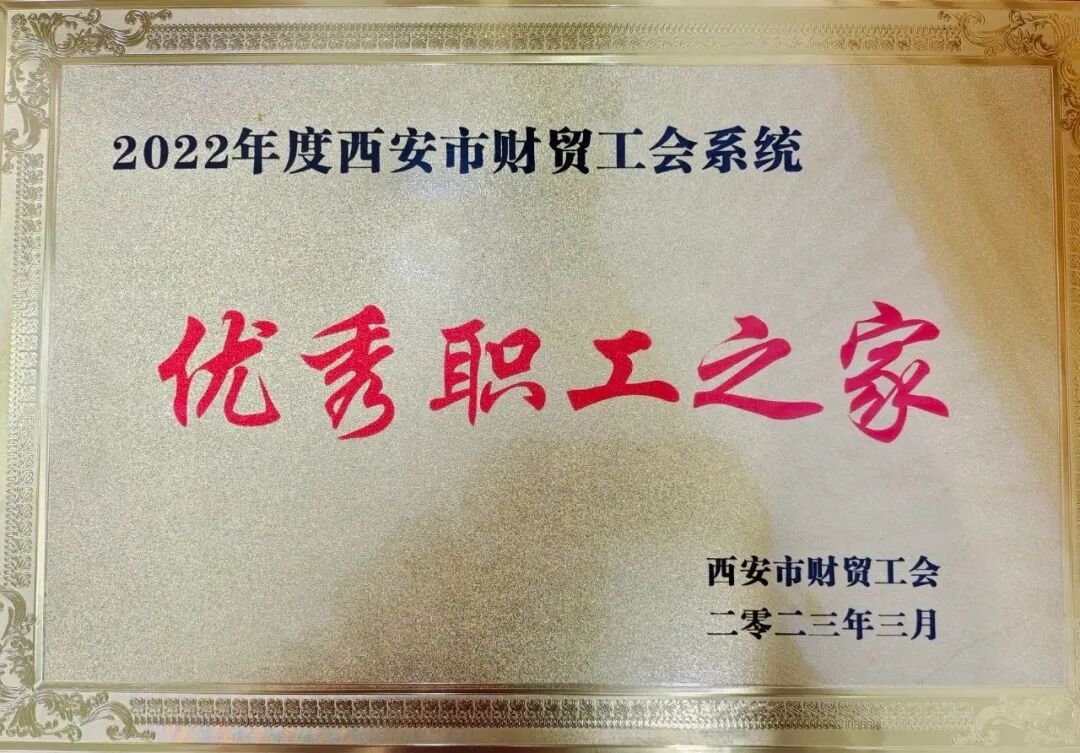 2022年度西安市财贸工会系统
优秀职工之家
西安市财贸工会
二零二三年三月